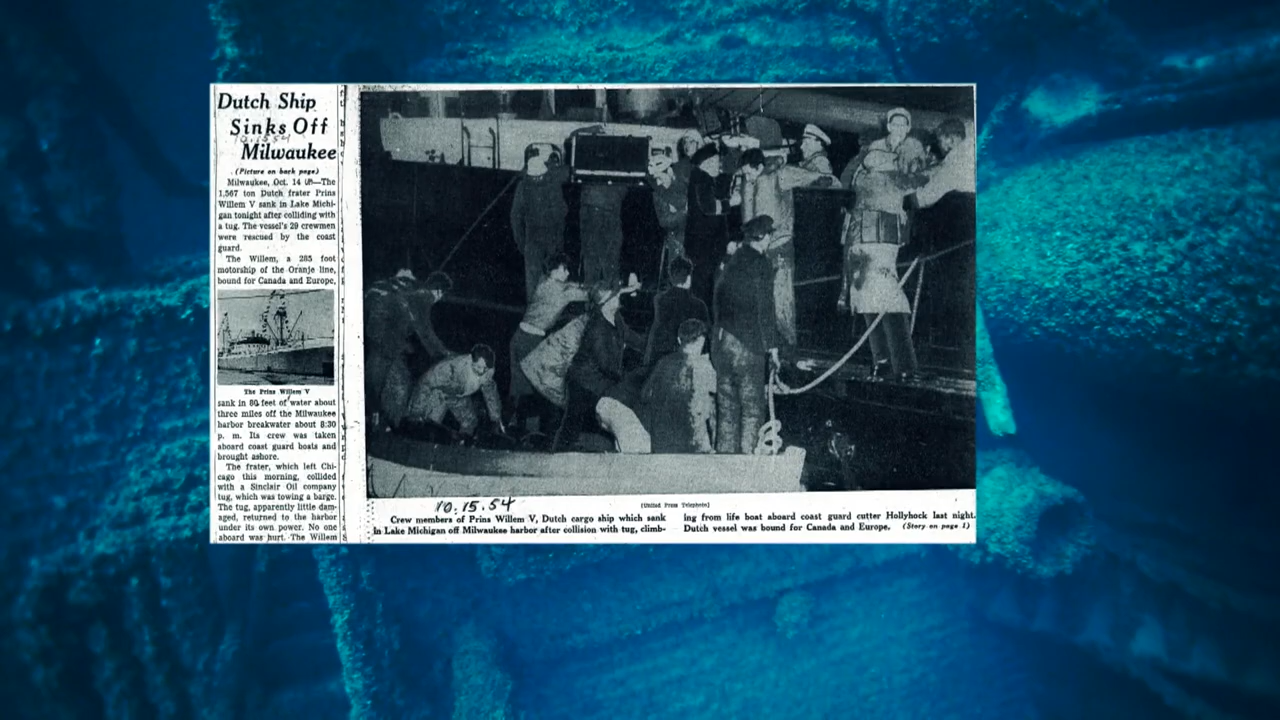 Dutch Ship
Sinks Off
10.15.54
Milwaukee
(Picture on back page)
Milwaukee, Oct. 14 UP—The
1,567 ton Dutch frater Prins
Willem V sank in Lake Michi-
gan tonight after colliding with
a tug. The vessel's 29 crewmen
were rescued by the coast
guard.
The Willem, a 285 foot
motorship of the Oranje line,
bound for Canada and Europe,
The Prins Willem V
sank in 80 feet of water about
three miles off the Milwaukee
harbor breakwater about 8:30
p. m. Its crew was taken
aboard coast guard boats and
brought ashore.
The frater, which left Chi-
cago this morning, collided
with a Sinclair Oil company
tug, which was towing a barge.
The tug, apparently little dam-
aged, returned to the harbor
under its own power. No one
aboard was hurt. The Willem
10.15.54
[United Press Telephoto]
Crew members of Prins Willem V, Dutch cargo ship which sank
in Lake Michigan off Milwaukee harbor after collision with tug, climb-
ing from life boat aboard coast guard cutter Hollyhock last night.
Dutch vessel was bound for Canada and Europe. (Story on page 1)